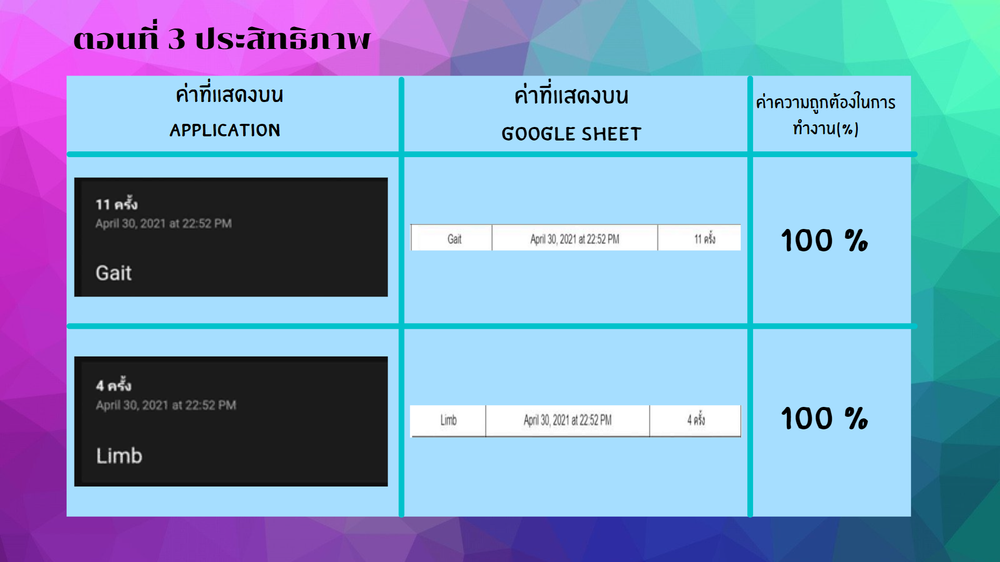 ตอนที่ 3 ประสิทธิภาพ
ค่าที่แสดงบน
APPLICATION
ค่าที่แสดงบน
GOOGLE SHEET
ค่าความถูกต้องในการ
ทำงาน(%)
11 ครั้ง
April 30, 2021 at 22:52 PM
Gait
Gait April 30, 2021 at 22:52 PM 11 ครั้ง
100 %
4 ครั้ง
April 30, 2021 at 22:52 PM
Limb
Limb April 30, 2021 at 22:52 PM 4 ครั้ง
100 %